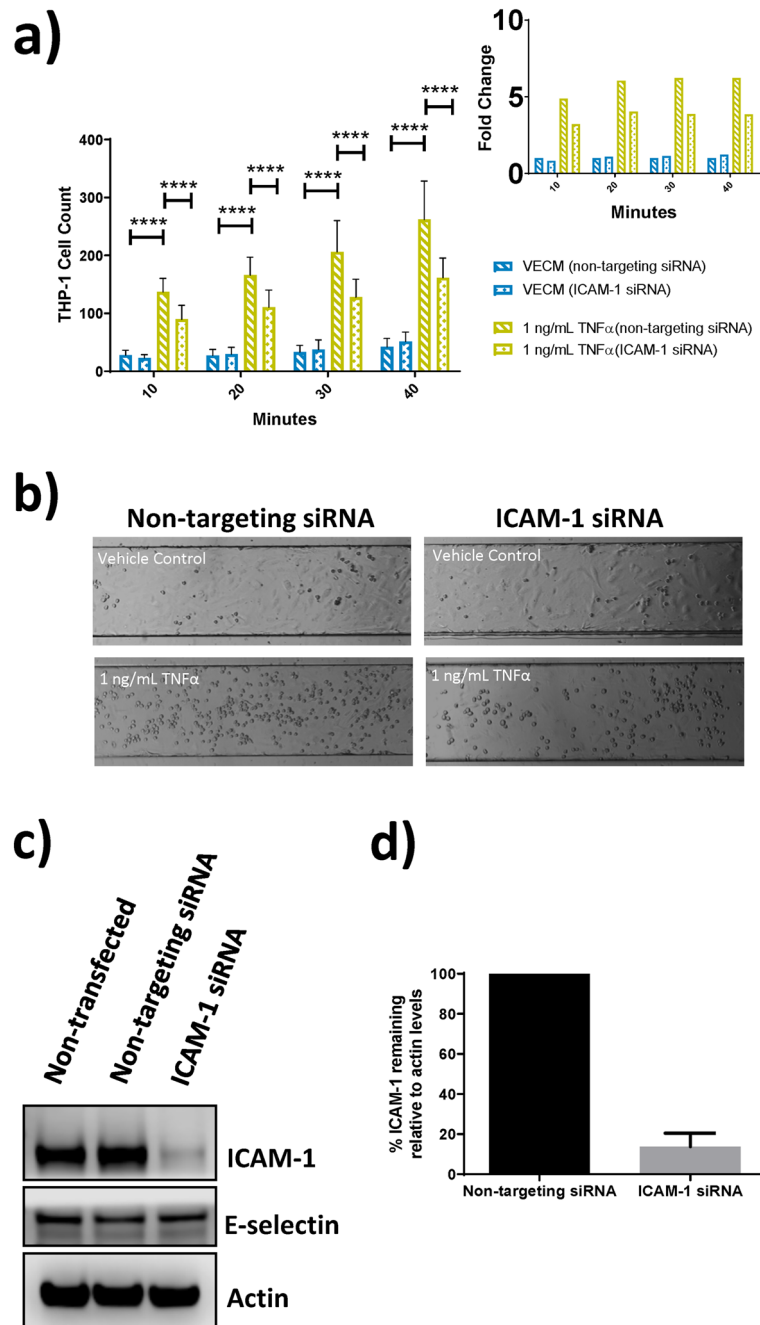 a)
10
5
0
Fold Change
10
20
30
40
Minutes
****
****
****
****
****
****
****
****
400
300
200
100
0
THP-1 Cell Count
10
20
30
40
Minutes
VECM (non-targeting siRNA)
VECM (ICAM-1 siRNA)
1 ng/mL TNFα(non-targeting siRNA)
1 ng/mL TNFα(ICAM-1 siRNA)
b)
Non-targeting siRNA
ICAM-1 siRNA
Vehicle Control
Vehicle Control
1 ng/mL TNFα
1 ng/mL TNFα
c)
Non-transfected
Non-targeting siRNA
ICAM-1 siRNA
ICAM-1
E-selectin
Actin
d)
% ICAM-1 remaining
relative to actin levels
100
80
60
40
20
0
Non-targeting siRNA
ICAM-1 siRNA